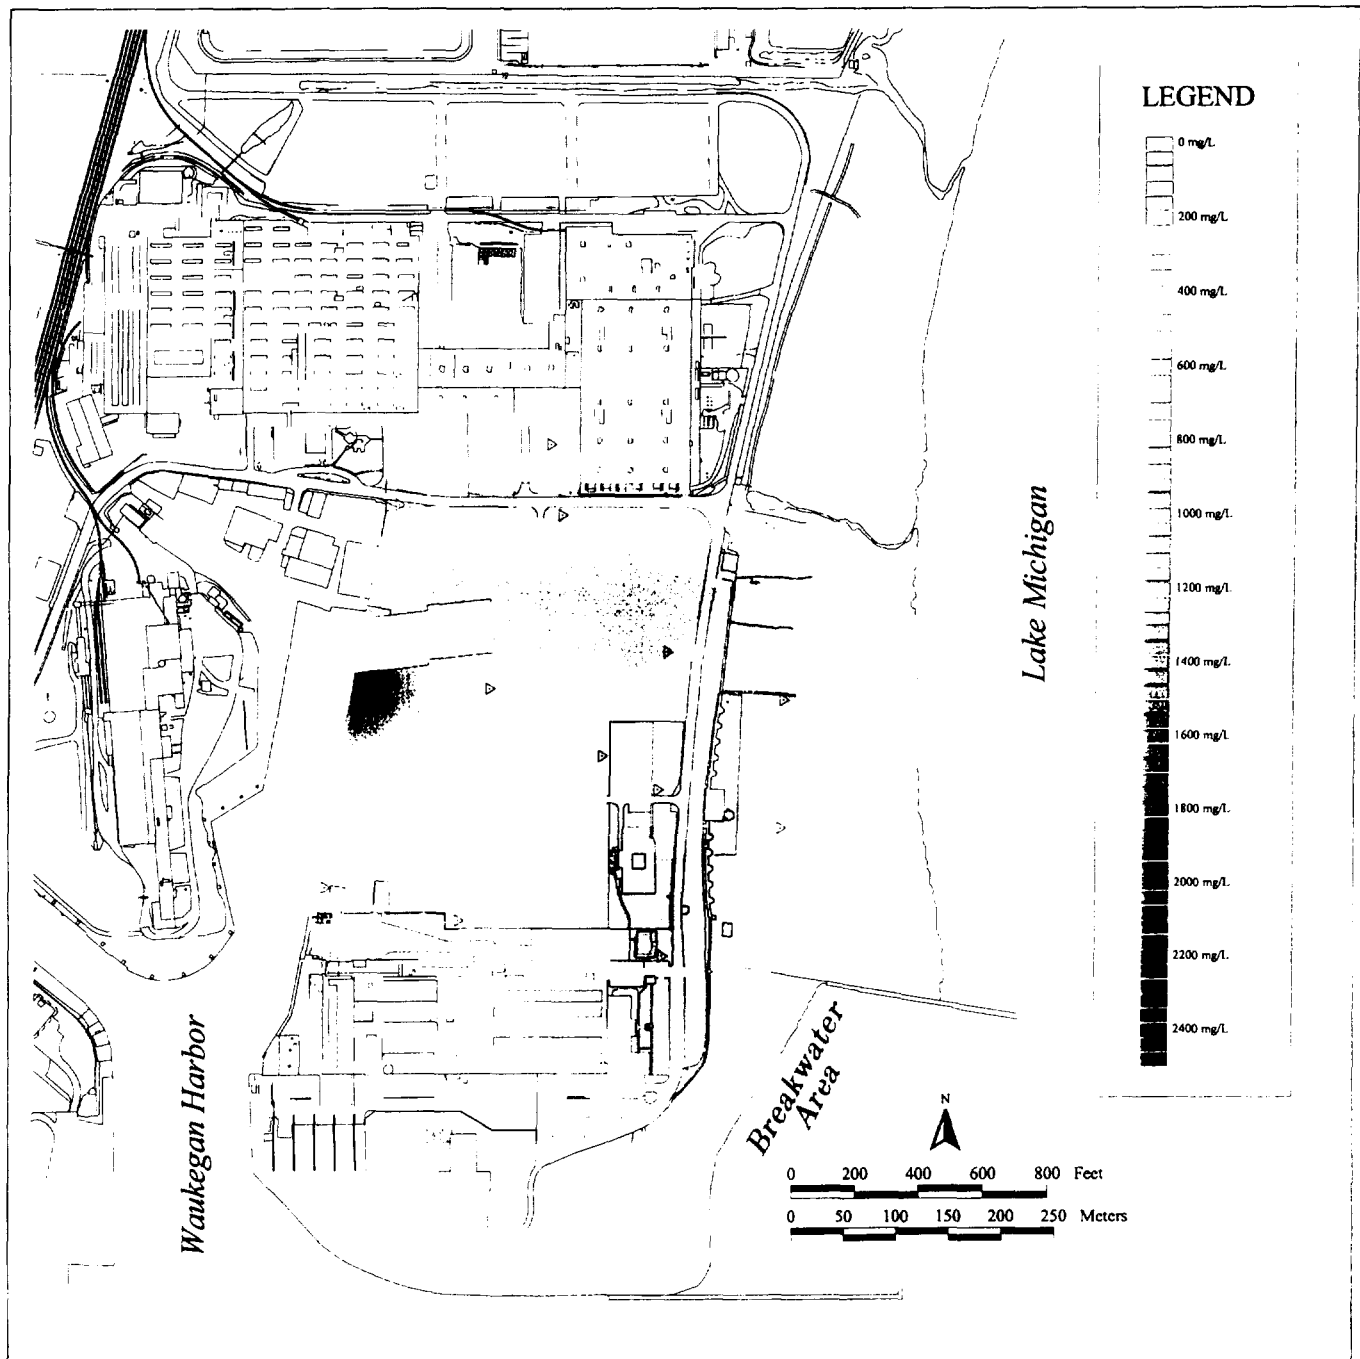 LEGEND
0 mg/L
200 mg/L
400 mg/L
600 mg/L
800 mg/L
1000 mg/L
1200 mg/L
1400 mg/L
1600 mg/L
1800 mg/L
2000 mg/L
2200 mg/L
2400 mg/L
Lake Michigan
Waukegan Harbor
Breakwater
Area
N
0 200 400 600 800 Feet
0 50 100 150 200 250 Meters